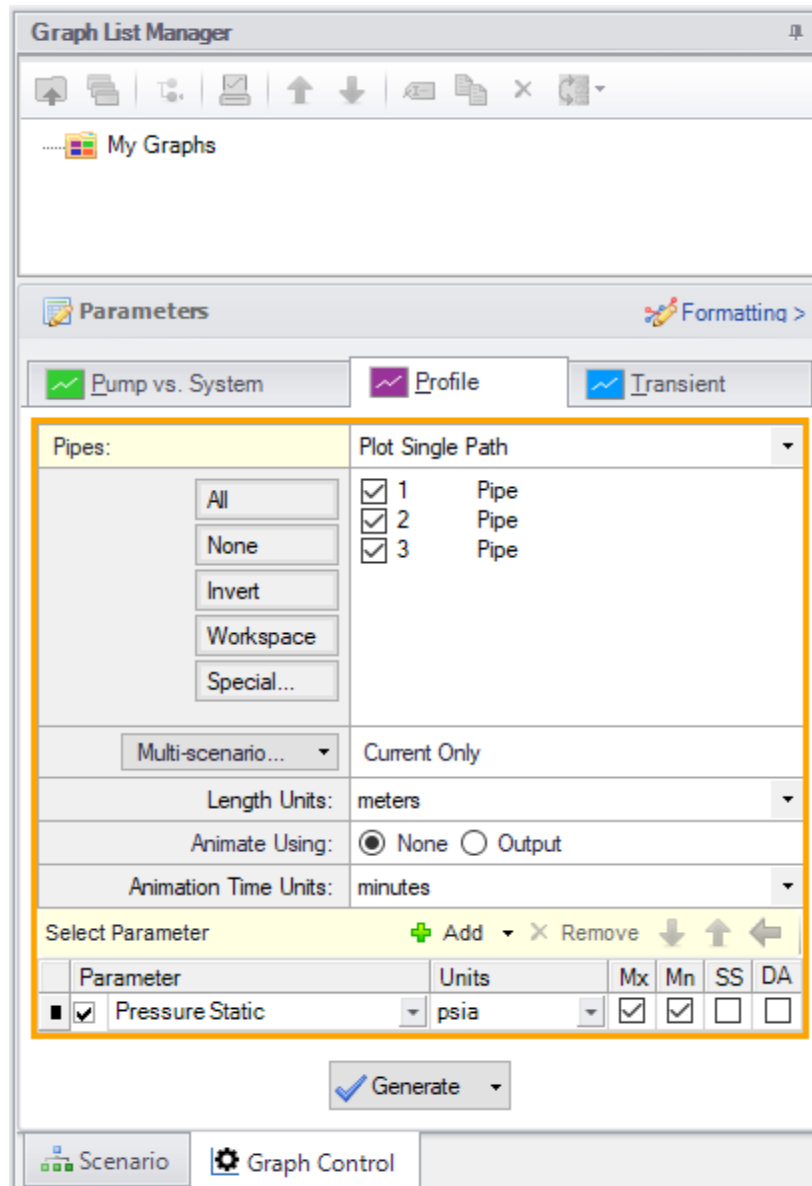 Graph List Manager
My Graphs
Parameters
Formatting >
Pump vs. System
Profile
Transient
Pipes:
Plot Single Path
All
None
Invert
Workspace
Special...
1 Pipe
2 Pipe
3 Pipe
Multi-scenario...
Current Only
Length Units:
meters
Animate Using:
None
Output
Animation Time Units:
minutes
Select Parameter
Add
Remove
Parameter Units Mx Mn SS DA
Pressure Static psia
Generate
Scenario
Graph Control